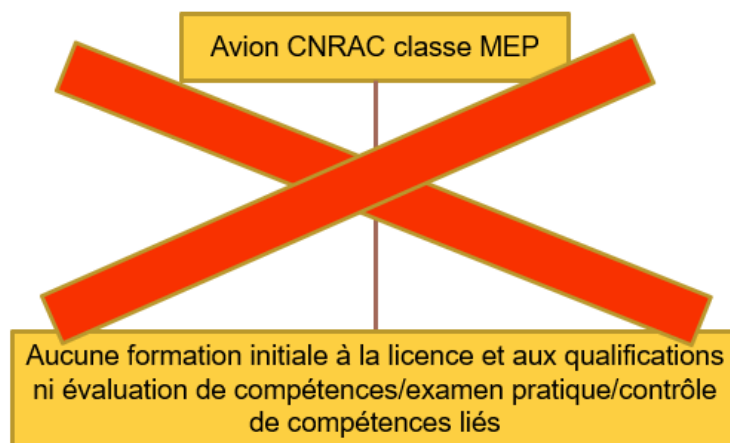 Avion CNRAC classe MEP
Aucune formation initiale à la licence et aux qualifications
ni évaluation de compétences/examen pratique/contrôle
de compétences liés